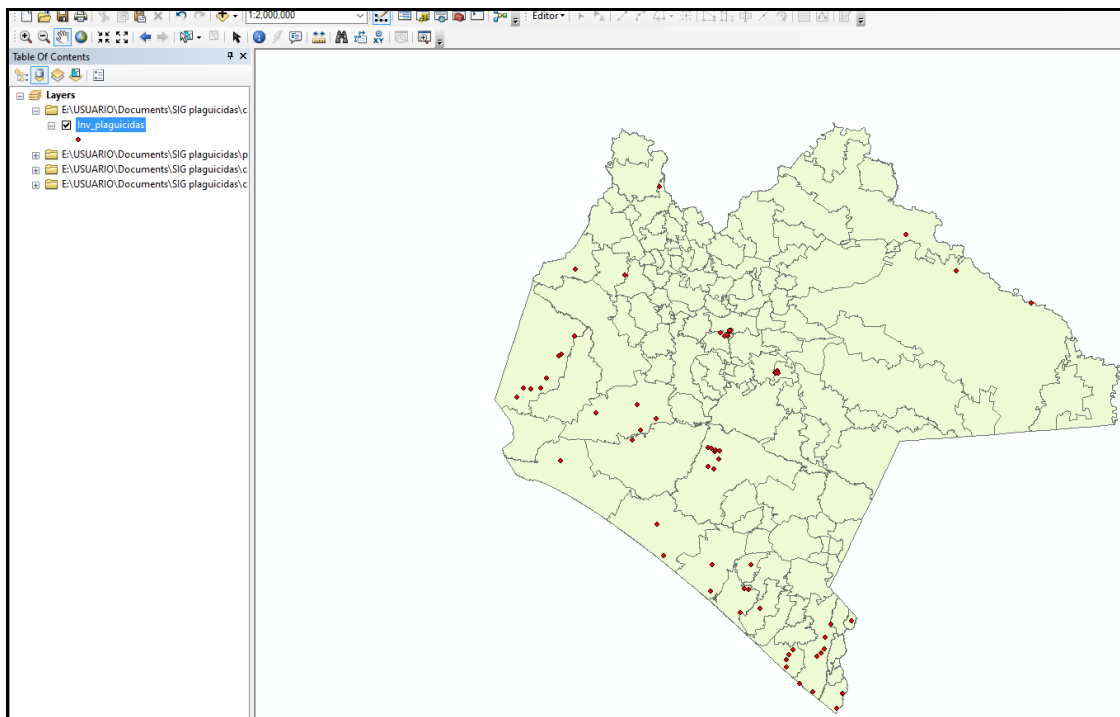 1:2,000,000
Editor
XY
Table Of Contents
Layers
E:\USUARIO\Documents\SIG plaguicidas\c
Inv_plaguicidas
E:\USUARIO\Documents\SIG plaguicidas\p
E:\USUARIO\Documents\SIG plaguicidas\c
E:\USUARIO\Documents\SIG plaguicidas\c